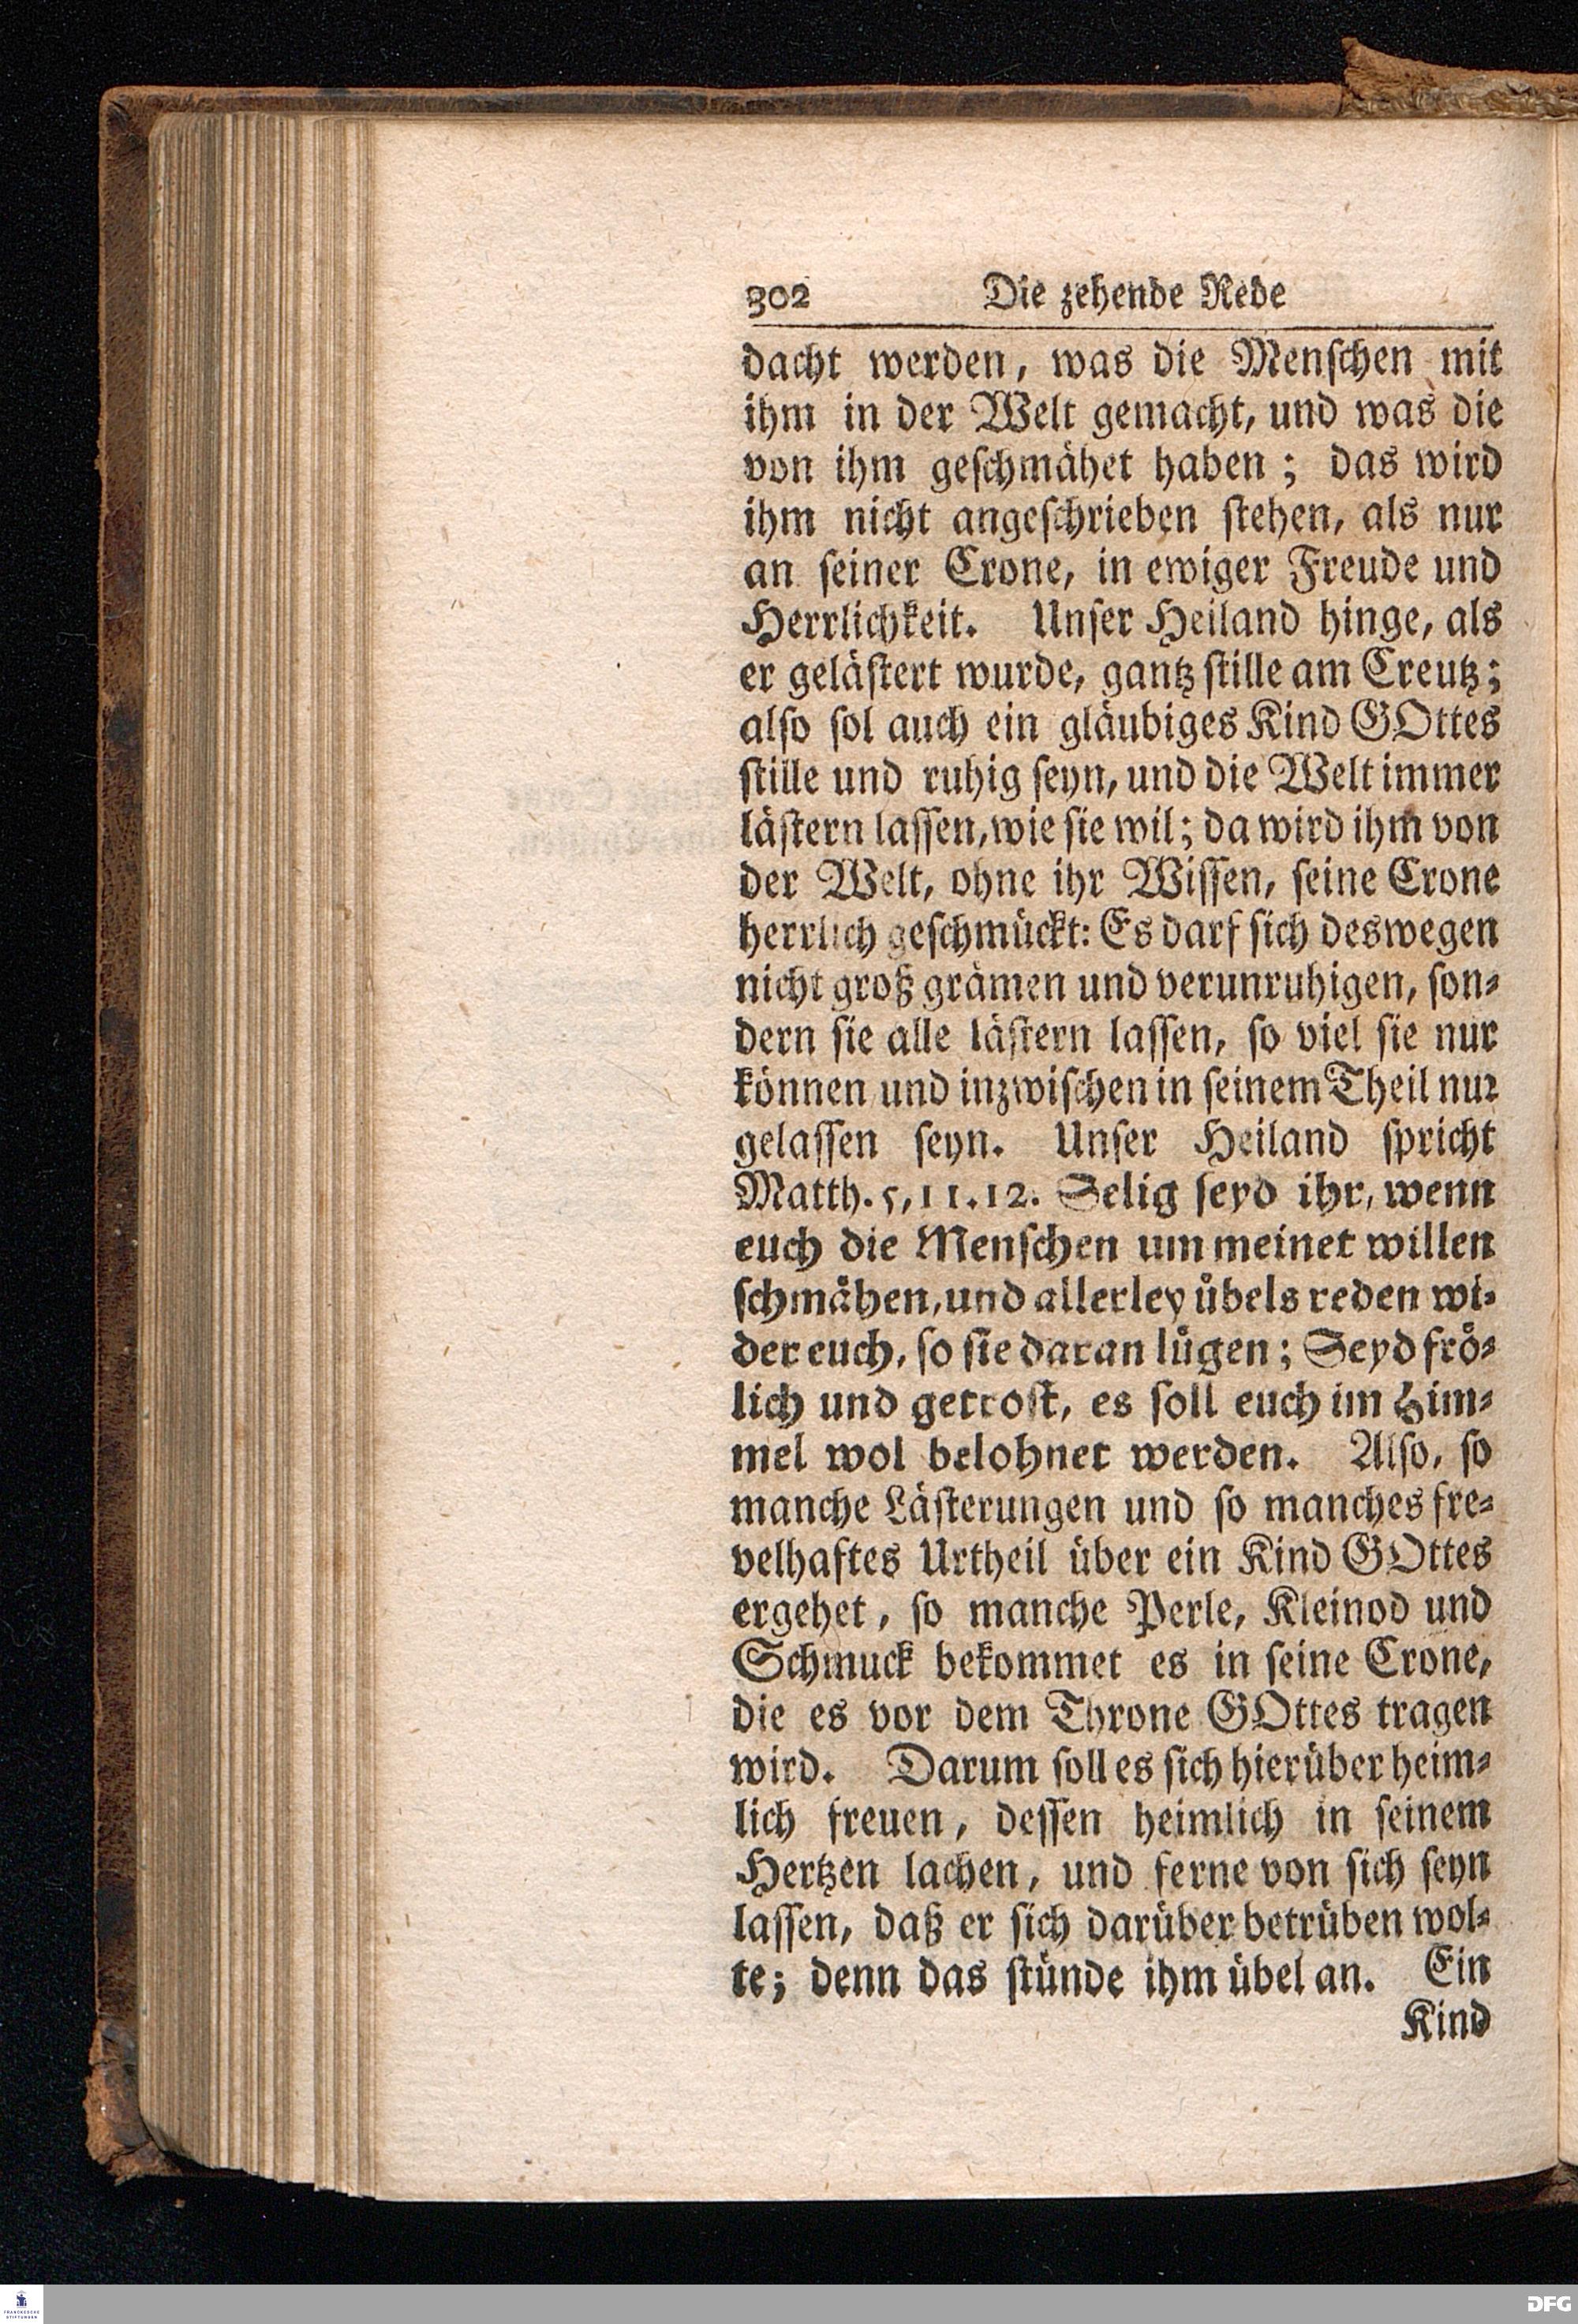 302 Die zehende Rede
dacht werden, was die Menschen mit
ihm in der Welt gemacht, und was die
von ihm geschmähet haben; das wird
ihm nicht angeschrieben stehen, als nur
an seiner Crone, in ewiger Freude und
Herrlichkeit. Unser Heiland hinge, als
er gelästert wurde, gantz stille am Creutz;
also sol auch ein gläubiges Kind GOttes
stille und ruhig seyn, und die Welt immer
lästern lassen, wie sie wil; da wird ihm von
der Welt, ohne ihr Wissen, seine Crone
herrlich geschmückt: Es darf sich deswegen
nicht groß grämen und verunruhigen, son-
dern sie alle lästern lassen, so viel sie nur
können und inzwischen in seinem Theil nur
gelassen seyn. Unser Heiland spricht
Matth. 5, 11. 12. Selig seyd ihr, wenn
euch die Menschen um meinet willen
schmähen, und allerley übels reden wi-
der euch, so sie daran lügen; Seyd frö-
lich und getrost, es soll euch im Him-
mel wol belohnet werden. Also, so
manche Lästerungen und so manches fre-
velhaftes Urtheil über ein Kind GOttes
ergehet, so manche Perle, Kleinod und
Schmuck bekommet es in seine Crone,
die es vor dem Throne GOttes tragen
wird. Darum soll es sich hierüber heim-
lich freuen, dessen heimlich in seinem
Hertzen lachen, und ferne von sich seyn
lassen, daß er sich darüber betrüben wol-
te; denn das stünde ihm übel an. Ein
Kind
FRANCKESCHE
STIFTUNGEN
DFG